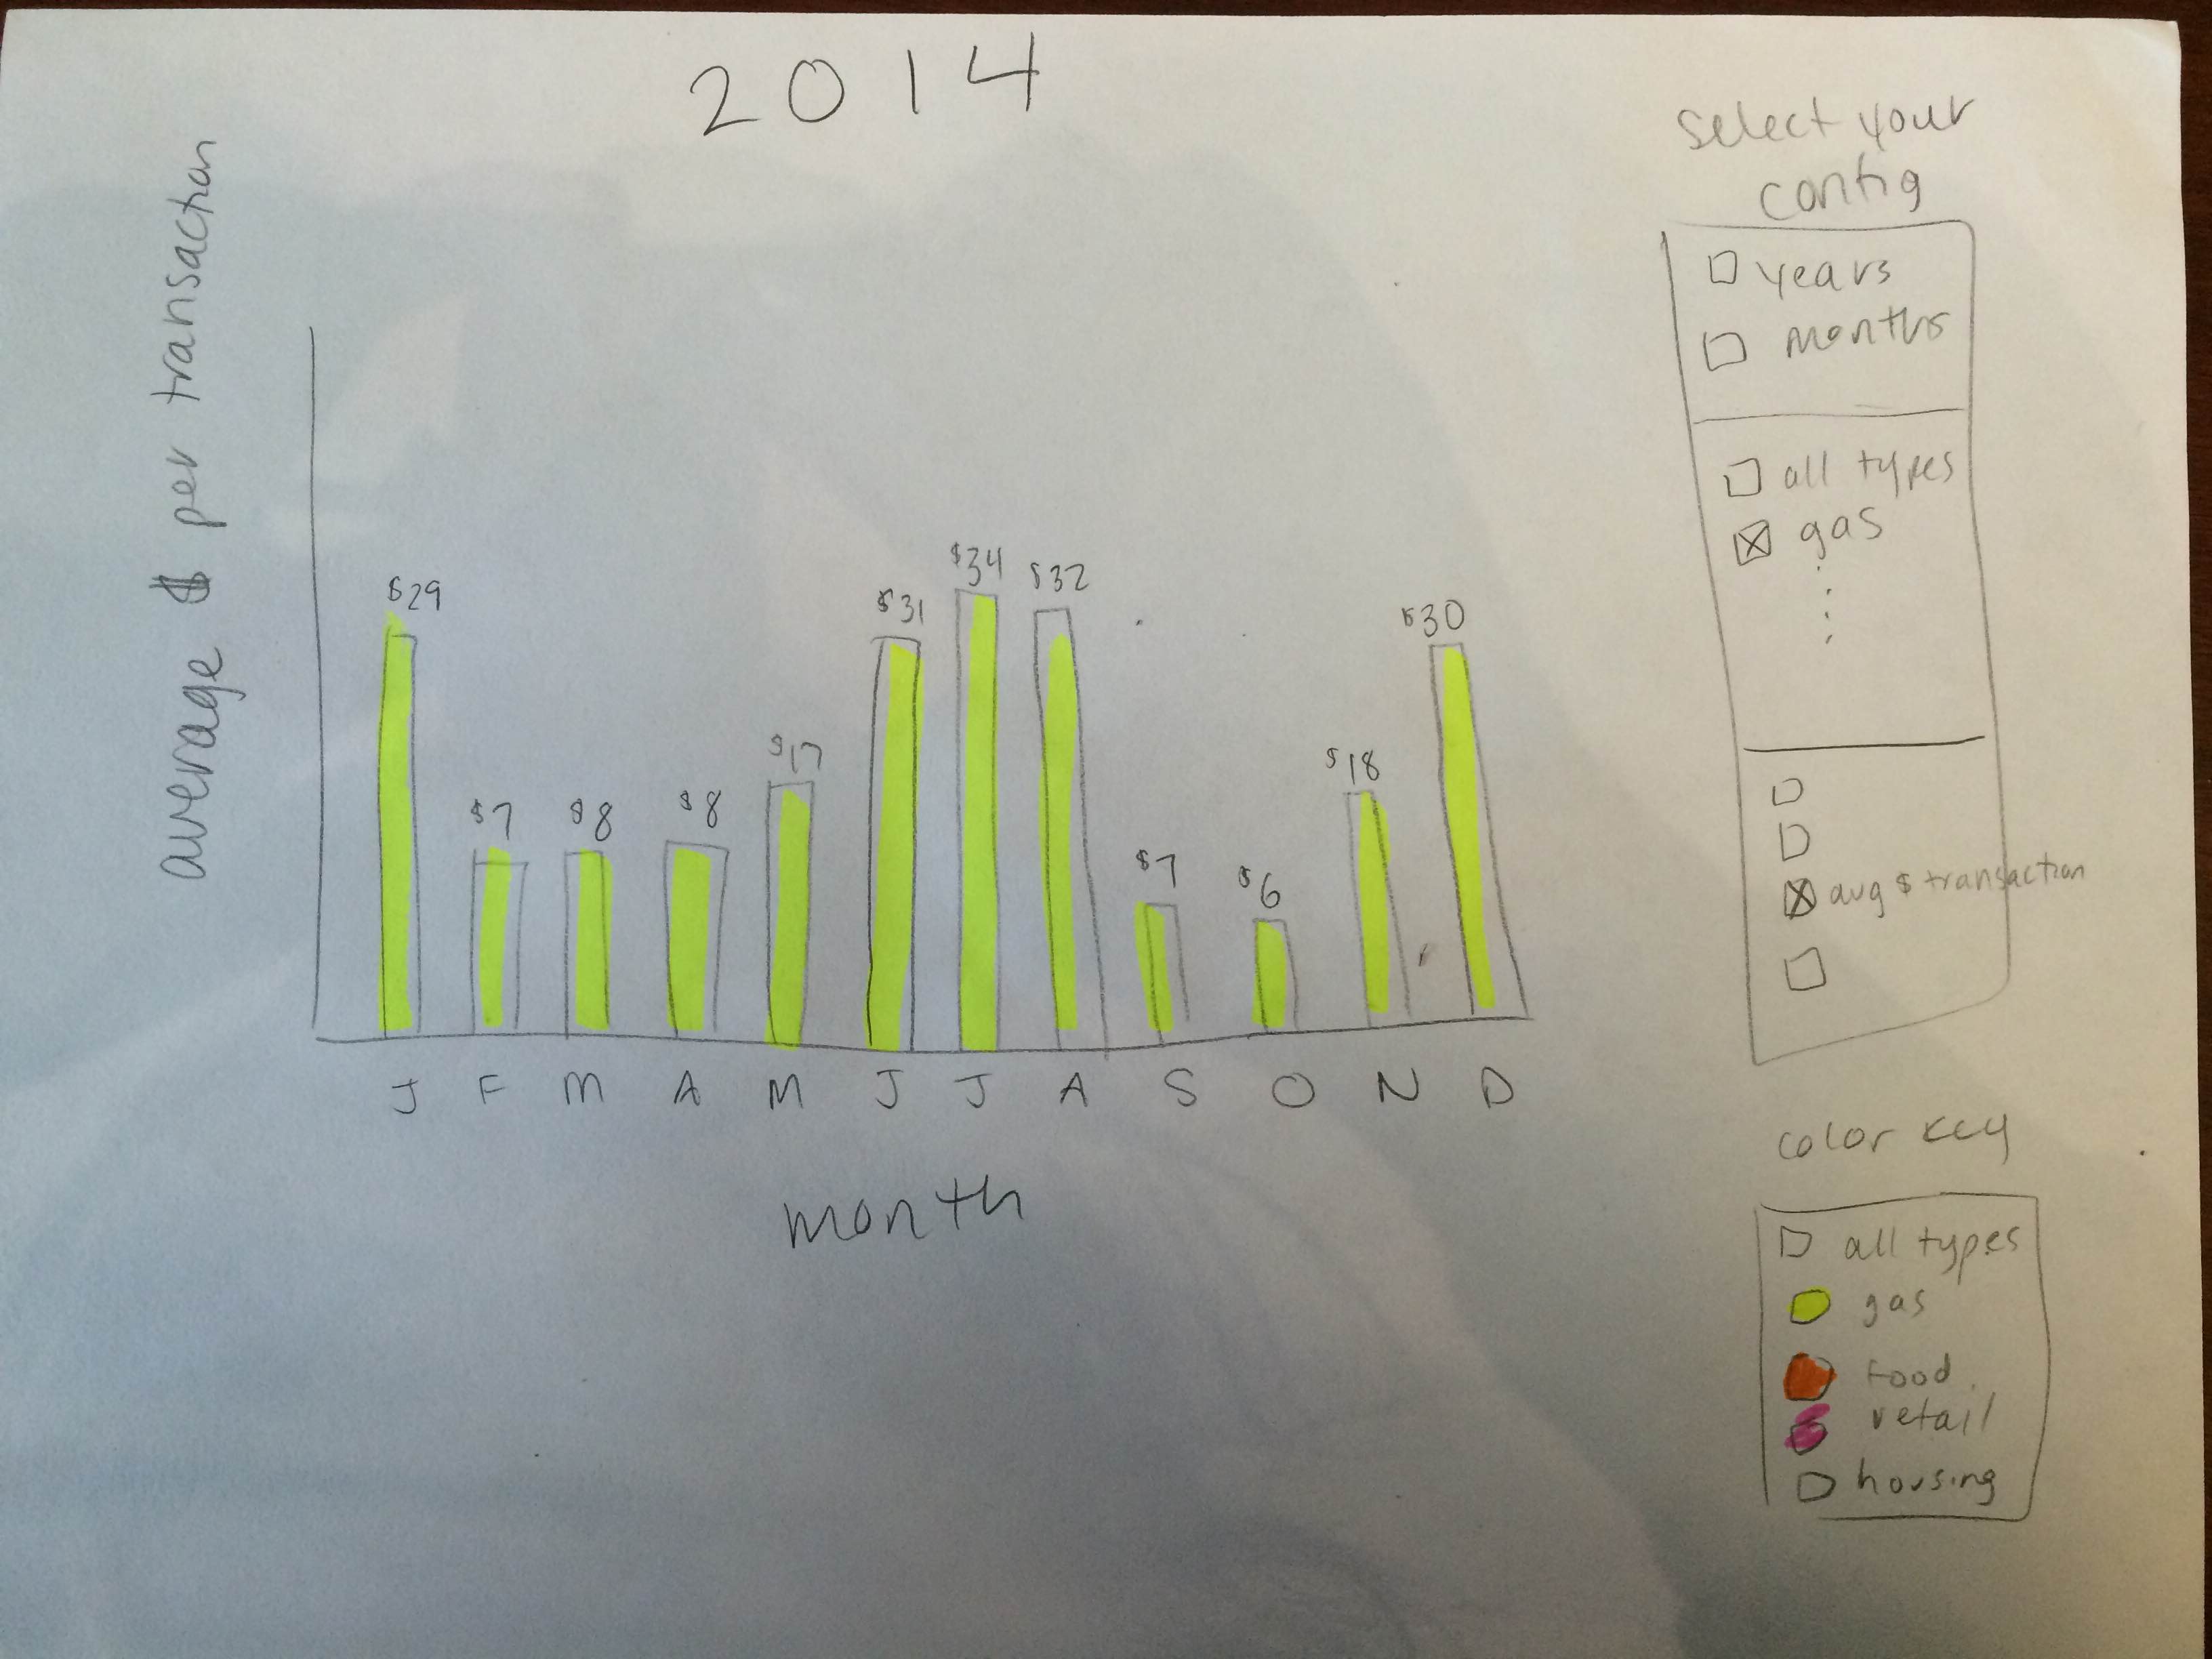 2014
average $ per transaction
$29
$7
$8
$8
$17
$31
$34
$32
$7
$6
$18
$30
J F M A M J J A S O N D
month
select your
config
years
months
all types
gas
avg $ transaction
color key
all types
gas
food
retail
housing